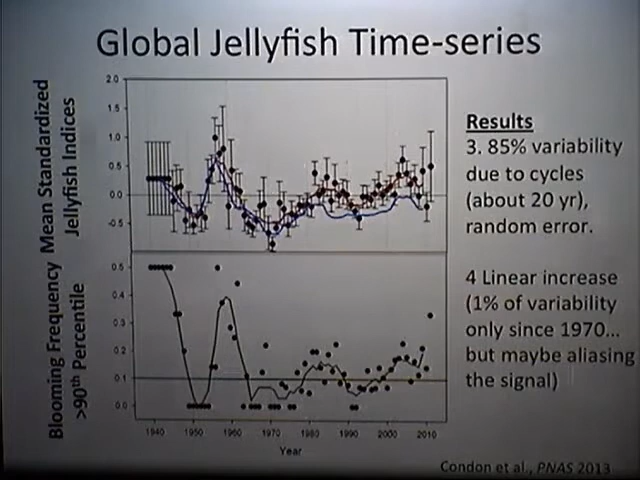 Global Jellyfish Time-series
Mean Standardized
Jellyfish Indices
2.0
1.5
1.0
0.5
0.0
-0.5
Blooming Frequency
>90th Percentile
0.5
0.4
0.3
0.2
0.1
0.0
1940 1950 1960 1970 1980 1990 2000 2010
Year
Results
3. 85% variability
due to cycles
(about 20 yr),
random error.
4 Linear increase
(1% of variability
only since 1970...
but maybe aliasing
the signal)
Condon et al., PNAS 2013